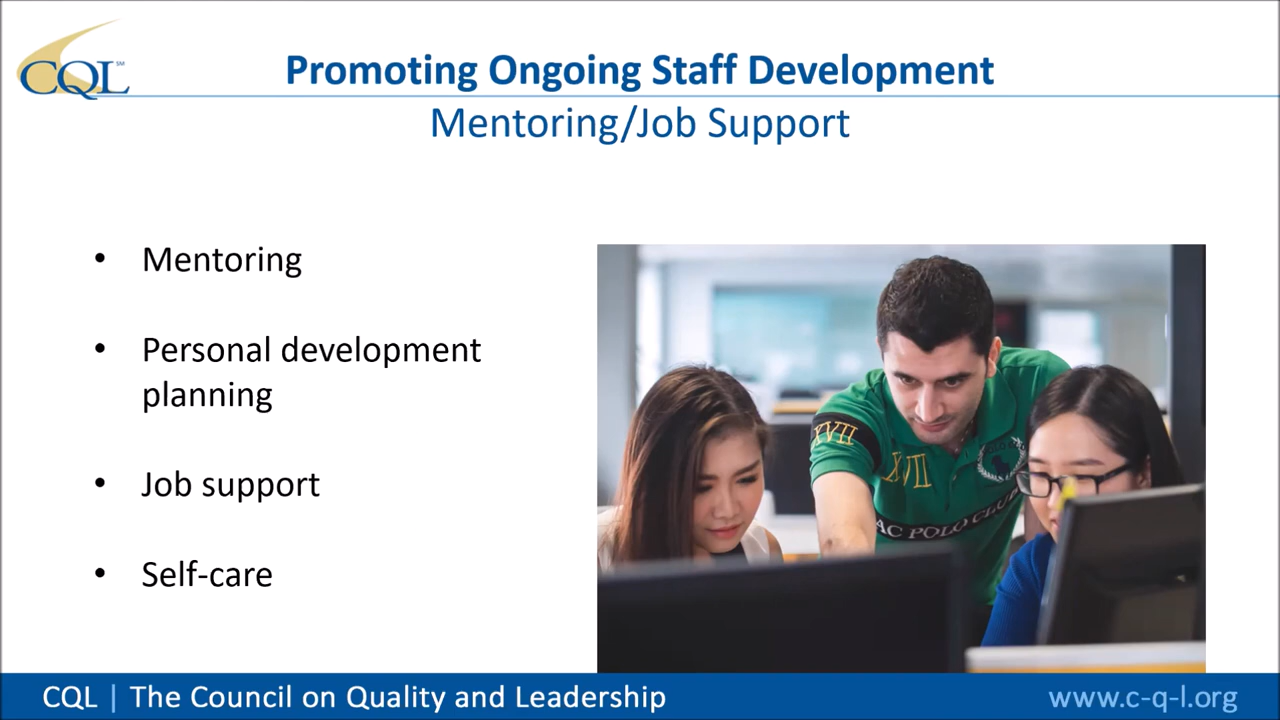 CQL℠
Promoting Ongoing Staff Development
Mentoring/Job Support
• Mentoring
• Personal development
planning
• Job support
• Self-care
XVII
XVII
AC POLO CLUB
CQL | The Council on Quality and Leadership
www.c-q-l.org